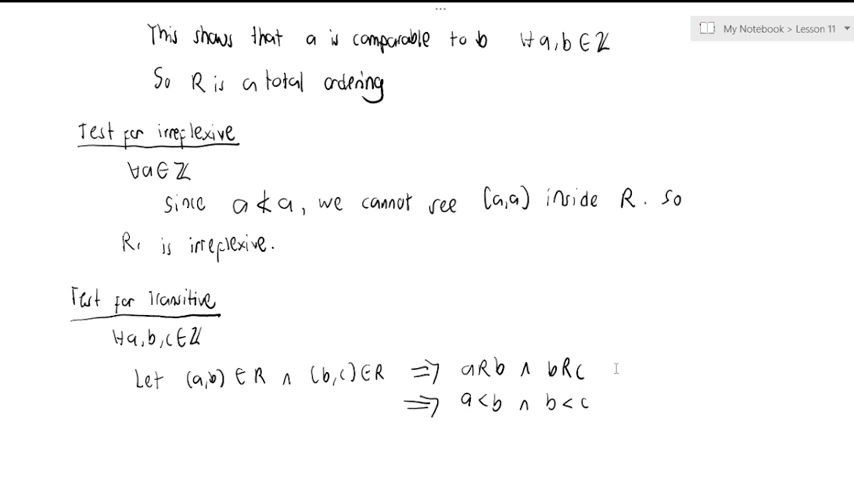 ...
My Notebook > Lesson 11
This shows that a is comparable to b ∀a,b∈ℤ
So R is a total ordering
Test for irreflexive
∀a∈ℤ
Since a≮a, we cannot see (a,a) inside R. so
R, is irreflexive.
Test for Transitive
∀a,b,c∈ℤ
Let (a,b)∈R ∧ (b,c)∈R ⟹ aRb ∧ bRc
⟹ a<b ∧ b<c